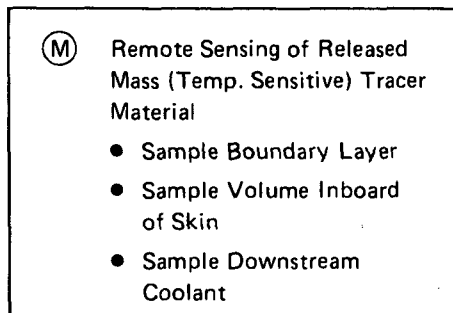 Ⓜ Remote Sensing of Released
Mass (Temp. Sensitive) Tracer
Material
● Sample Boundary Layer
● Sample Volume Inboard
of Skin
● Sample Downstream
Coolant